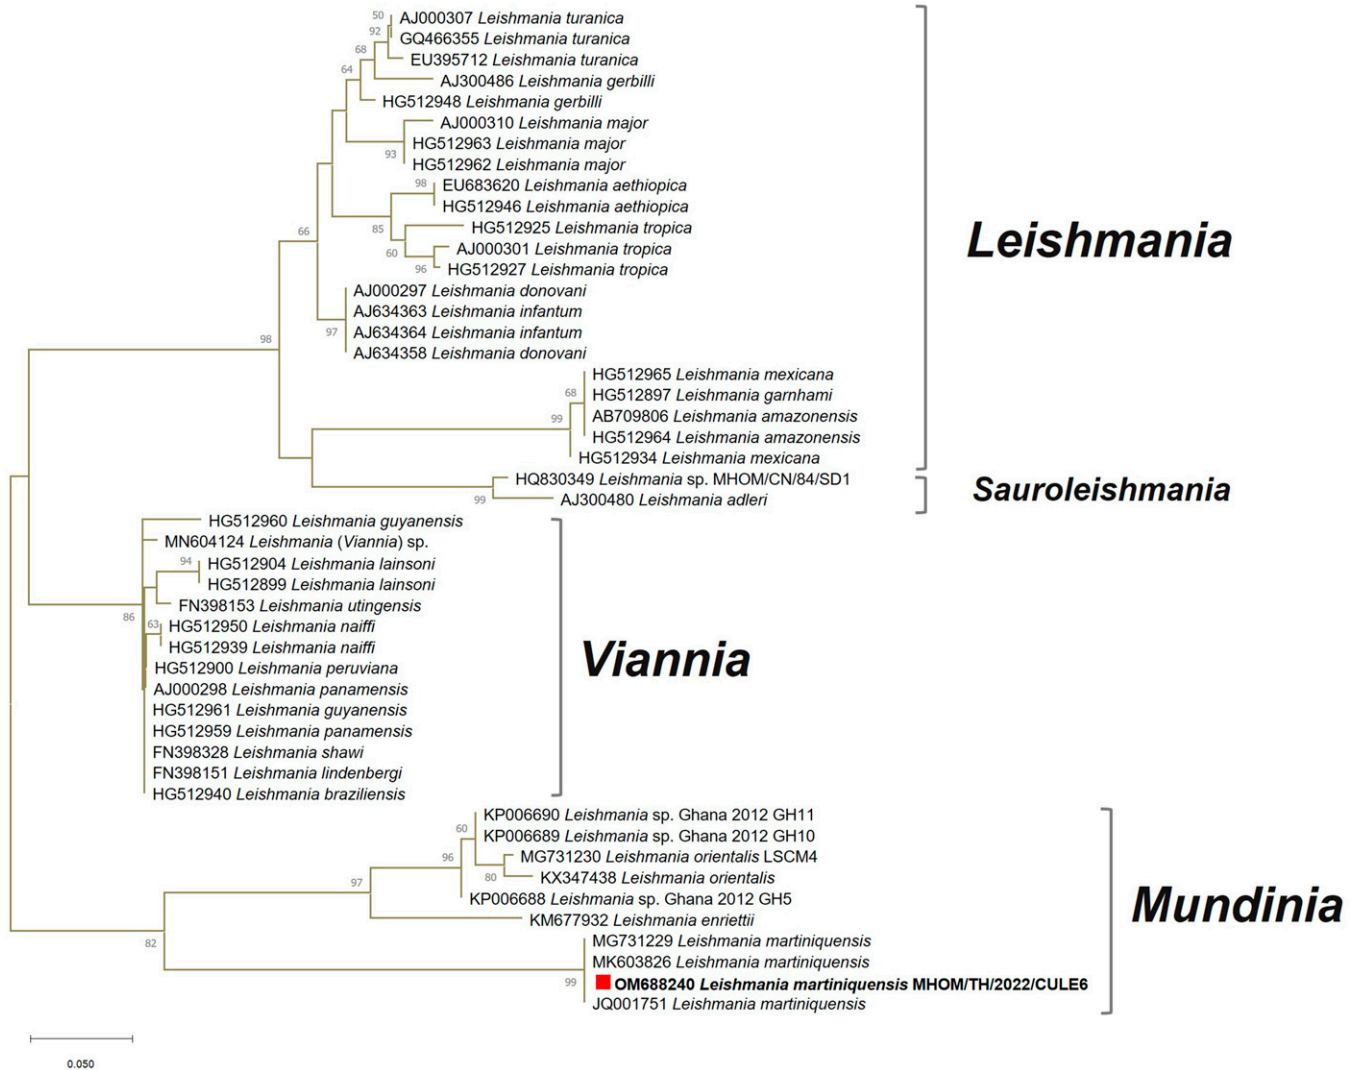 50 AJ000307 Leishmania turanica
92 GQ466355 Leishmania turanica
68 EU395712 Leishmania turanica
64 AJ300486 Leishmania gerbilli
HG512948 Leishmania gerbilli
AJ000310 Leishmania major
HG512963 Leishmania major
93 HG512962 Leishmania major
98 EU683620 Leishmania aethiopica
HG512946 Leishmania aethiopica
66 85 HG512925 Leishmania tropica
60 AJ000301 Leishmania tropica
96 HG512927 Leishmania tropica
Leishmania
AJ000297 Leishmania donovani
AJ634363 Leishmania infantum
98 97 AJ634364 Leishmania infantum
AJ634358 Leishmania donovani
HG512965 Leishmania mexicana
68 HG512897 Leishmania garnhami
99 AB709806 Leishmania amazonensis
HG512964 Leishmania amazonensis
HG512934 Leishmania mexicana
HQ830349 Leishmania sp. MHOM/CN/84/SD1
99 AJ300480 Leishmania adleri
Sauroleishmania
HG512960 Leishmania guyanensis
MN604124 Leishmania (Viannia) sp.
94 HG512904 Leishmania lainsoni
HG512899 Leishmania lainsoni
FN398153 Leishmania utingensis
86 63 HG512950 Leishmania naiffi
HG512939 Leishmania naiffi
HG512900 Leishmania peruviana
AJ000298 Leishmania panamensis
HG512961 Leishmania guyanensis
HG512959 Leishmania panamensis
FN398328 Leishmania shawi
FN398151 Leishmania lindenbergi
HG512940 Leishmania braziliensis
Viannia
KP006690 Leishmania sp. Ghana 2012 GH11
60 KP006689 Leishmania sp. Ghana 2012 GH10
96 MG731230 Leishmania orientalis LSCM4
97 80 KX347438 Leishmania orientalis
KP006688 Leishmania sp. Ghana 2012 GH5
KM677932 Leishmania enriettii
82 MG731229 Leishmania martiniquensis
MK603826 Leishmania martiniquensis
99 OM688240 Leishmania martiniquensis MHOM/TH/2022/CULE6
JQ001751 Leishmania martiniquensis
Mundinia
0.050